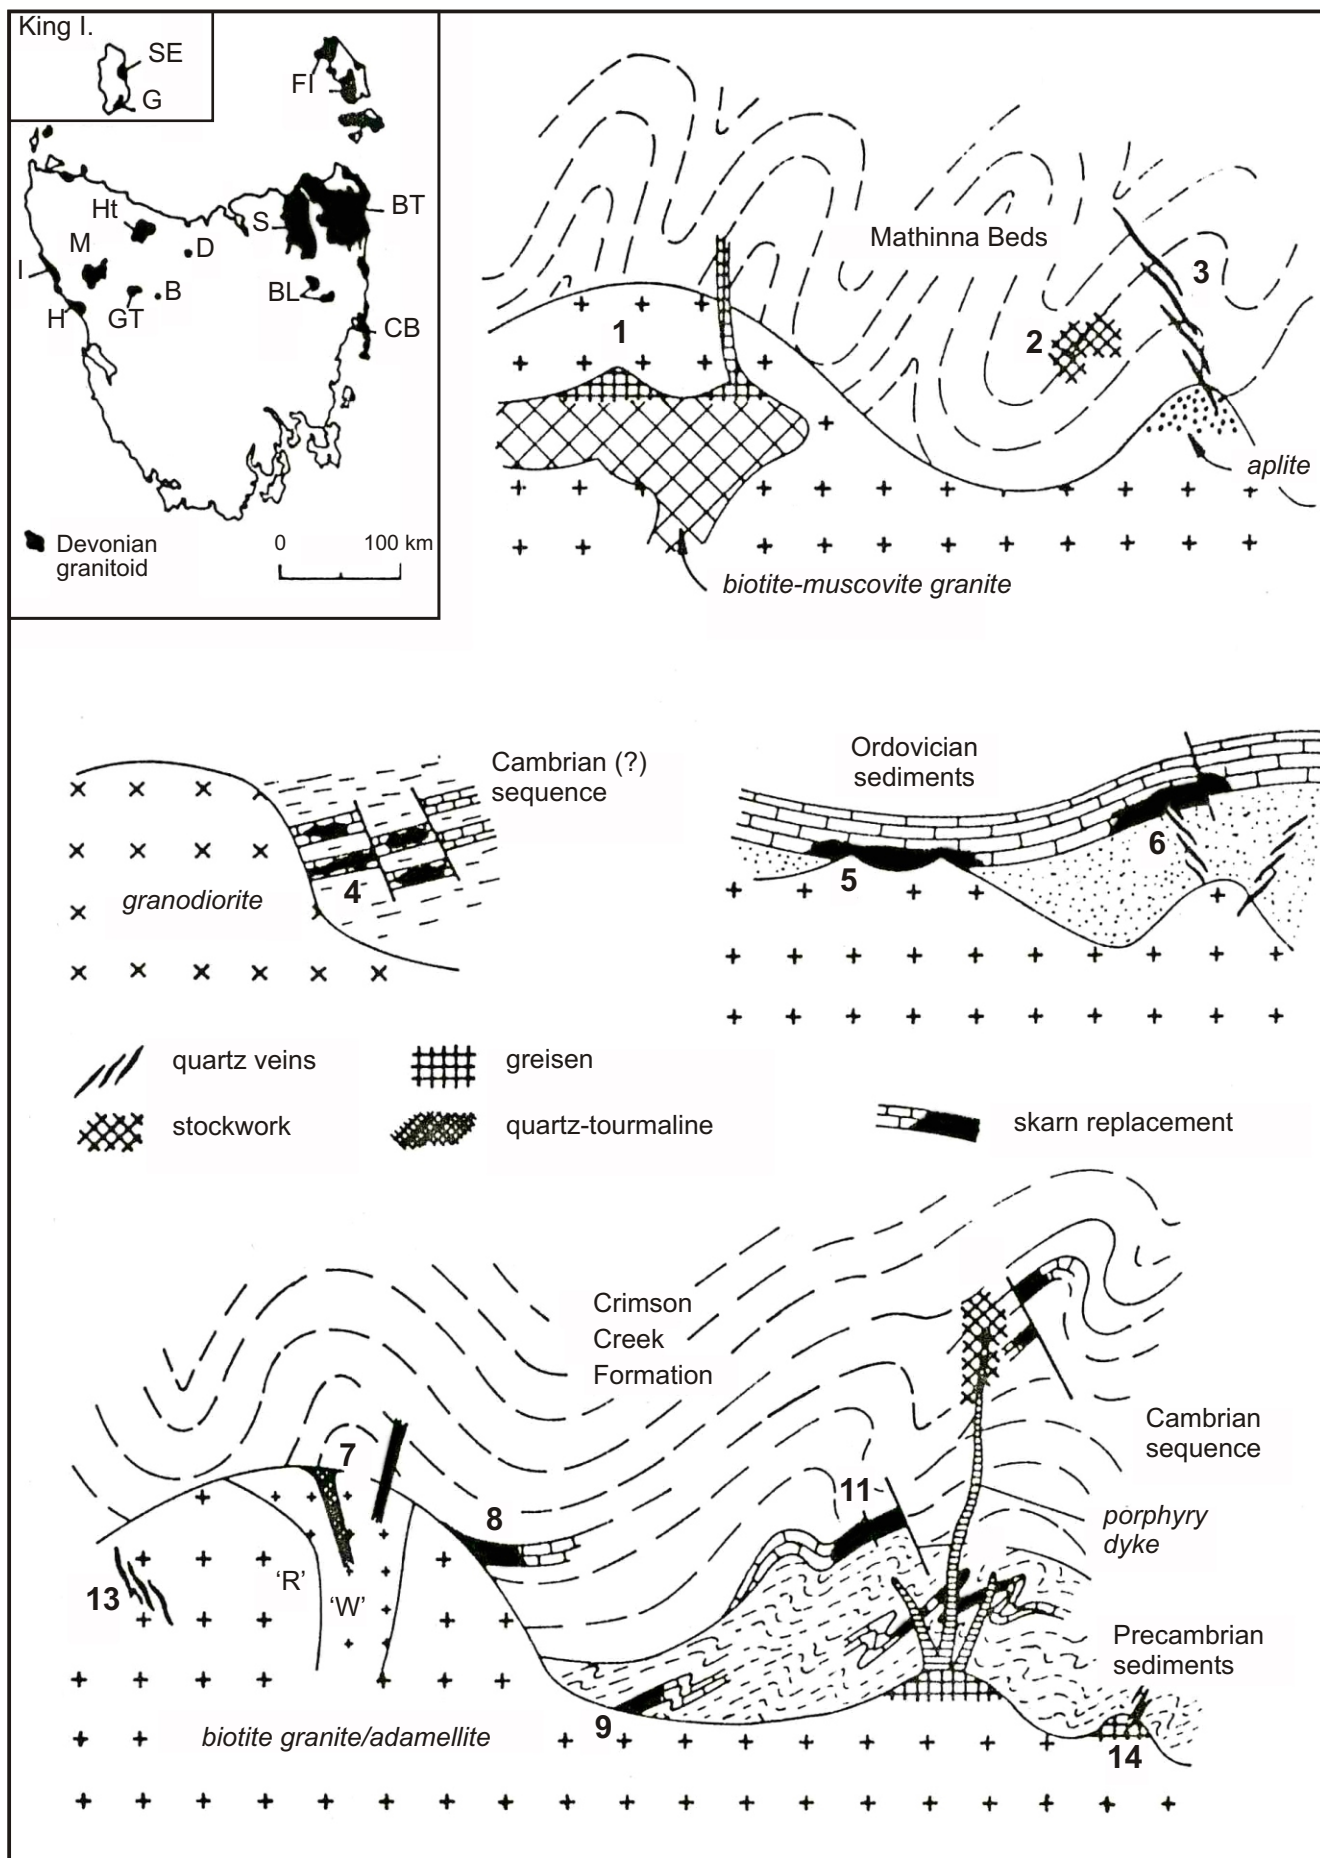 King I.
SE
G
FI
Ht
M
I
H
GT
B
D
S
BT
BL
CB
Devonian
granitoid
0 100 km
Mathinna Beds
1
2
3
aplite
biotite-muscovite granite
Cambrian (?)
sequence
granodiorite
4
Ordovician
sediments
5
6
quartz veins
greisen
stockwork
quartz-tourmaline
skarn replacement
Crimson
Creek
Formation
7
8
11
13
'R'
'W'
9
Cambrian
sequence
porphyry
dyke
Precambrian
sediments
14
biotite granite/adamellite